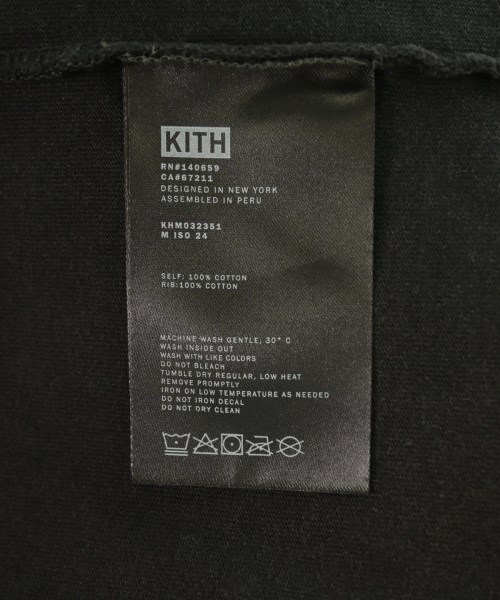 KITH
RN#140659
CA#67211
DESIGNED IN NEW YORK
ASSEMBLED IN PERU
KHM032351
M ISO 24
SELF: 100% COTTON
RIB:100% COTTON
MACHINE WASH GENTLE, 30° C
WASH INSIDE OUT
WASH WITH LIKE COLORS
DO NOT BLEACH
TUMBLE DRY REGULAR, LOW HEAT
REMOVE PROMPTLY
IRON ON LOW TEMPERATURE AS NEEDED
DO NOT IRON DECAL
DO NOT DRY CLEAN